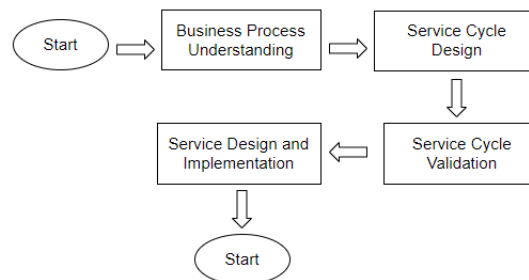 Start
Business Process
Understanding
Service Cycle
Design
Service Cycle
Validation
Service Design and
Implementation
Start